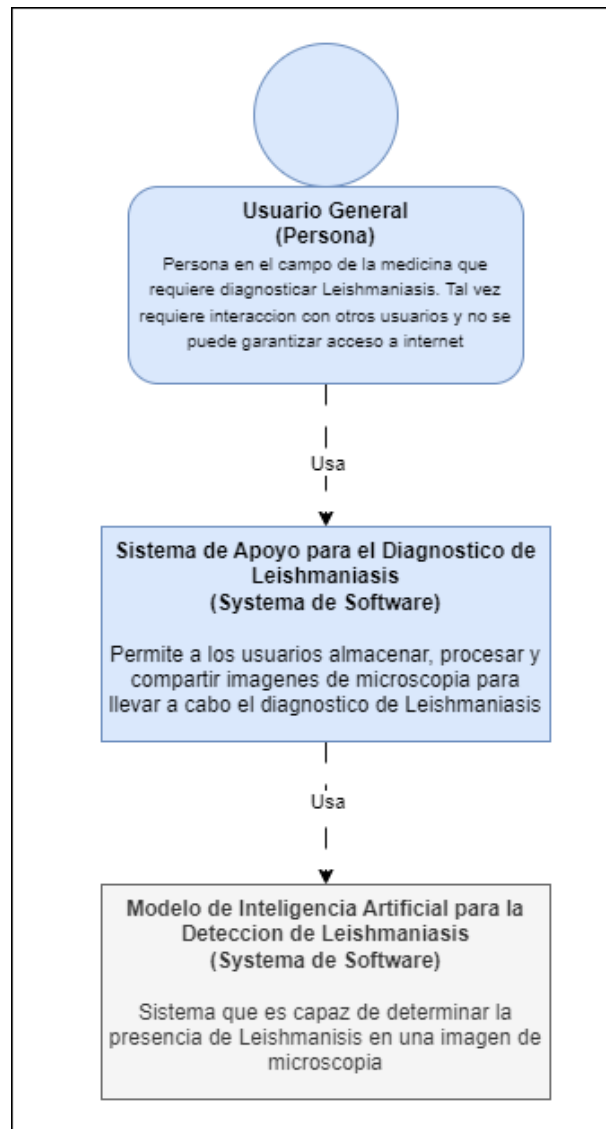 Usuario General
(Persona)
Persona en el campo de la medicina que
requiere diagnosticar Leishmaniasis. Tal vez
requiere interaccion con otros usuarios y no se
puede garantizar acceso a internet
Usa
Sistema de Apoyo para el Diagnostico de
Leishmaniasis
(Systema de Software)
Permite a los usuarios almacenar, procesar y
compartir imagenes de microscopia para
llevar a cabo el diagnostico de Leishmaniasis
Usa
Modelo de Inteligencia Artificial para la
Deteccion de Leishmaniasis
(Systema de Software)
Sistema que es capaz de determinar la
presencia de Leishmanisis en una imagen de
microscopia